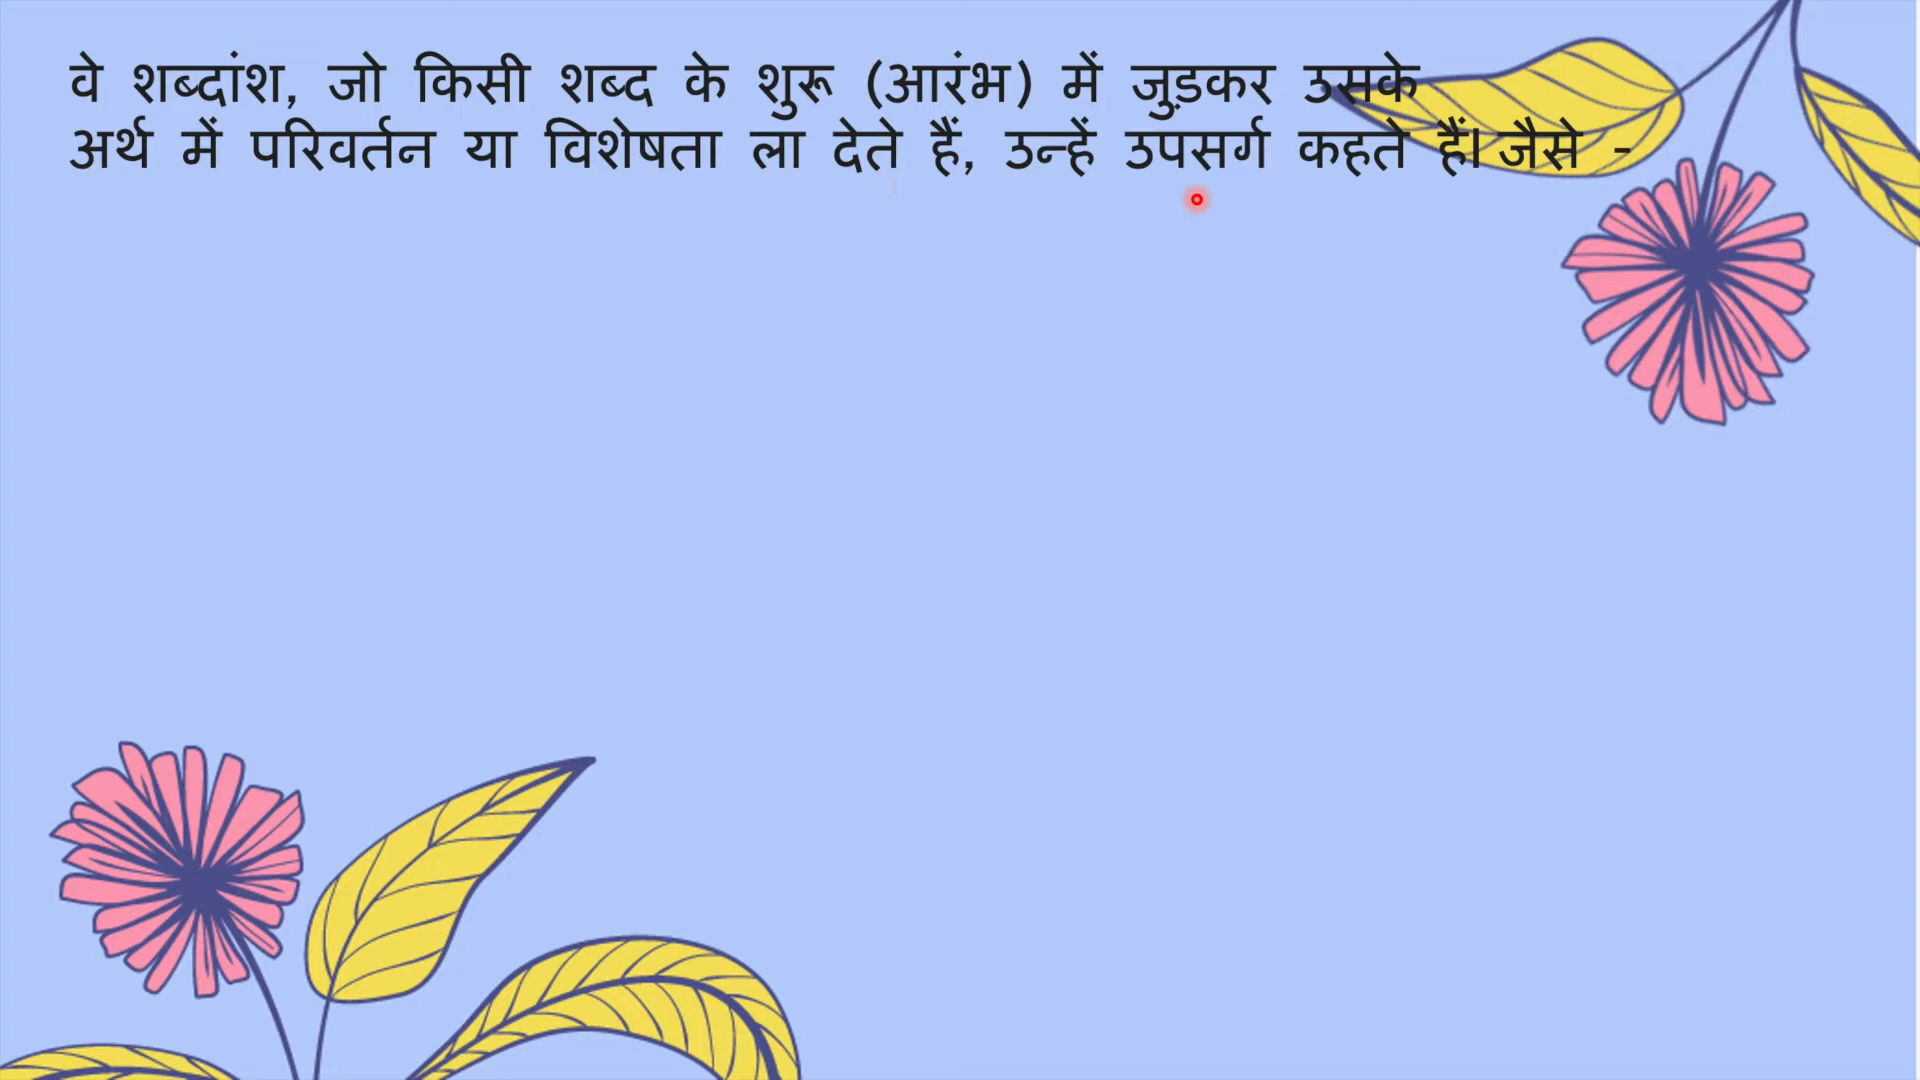 वे शब्दांश, जो किसी शब्द के शुरू (आरंभ) में जुड़कर उसके
अर्थ में परिवर्तन या विशेषता ला देते हैं, उन्हें उपसर्ग कहते हैं। जैसे -